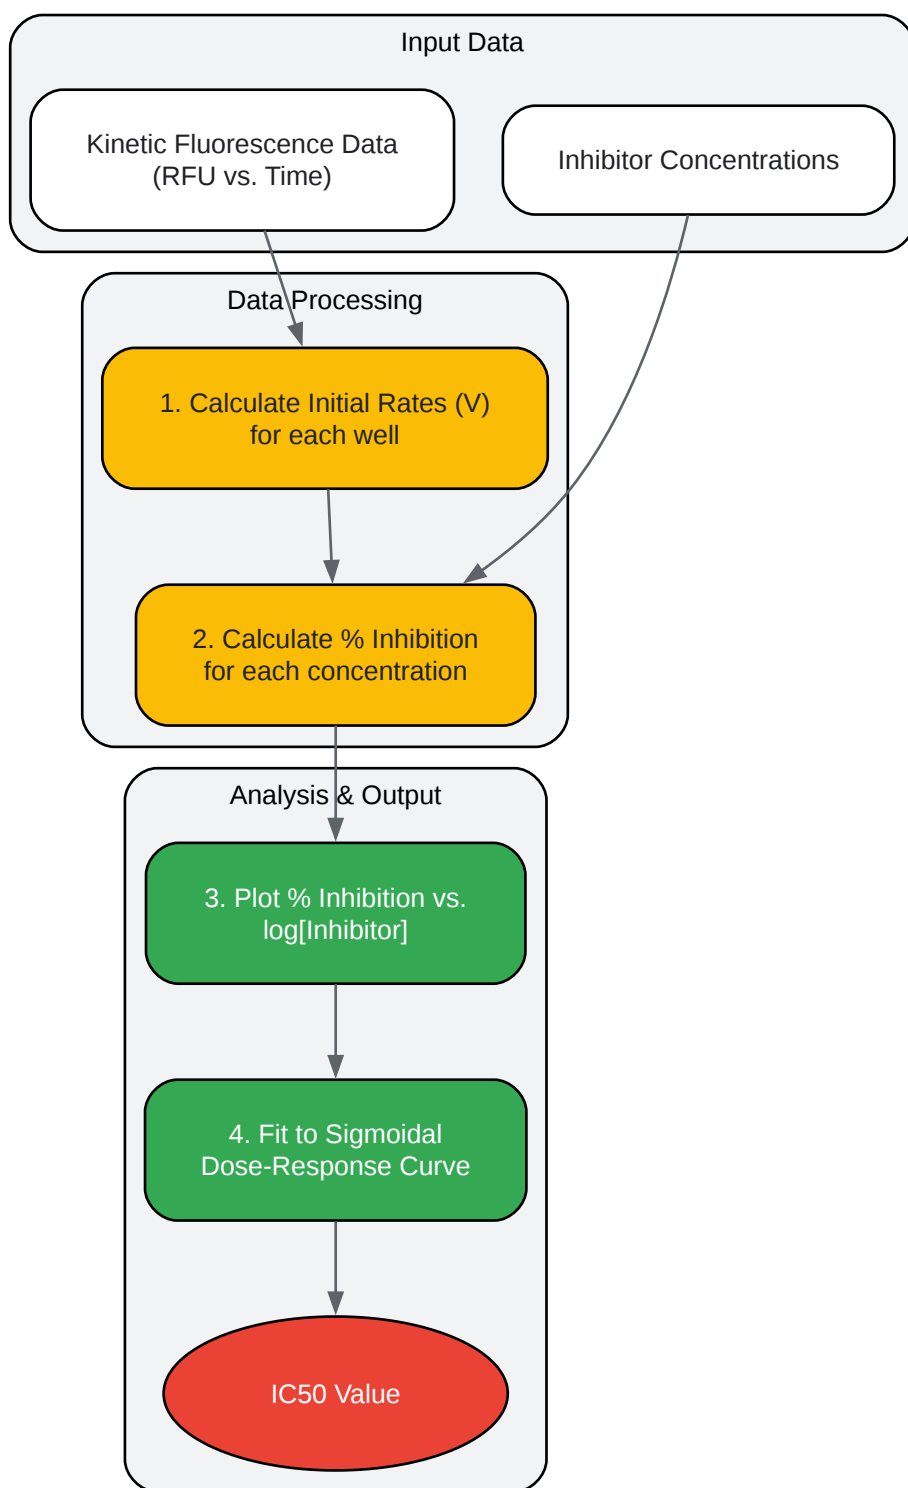 Input Data
Kinetic Fluorescence Data
(RFU vs. Time)
Inhibitor Concentrations
Data Processing
1. Calculate Initial Rates (V)
for each well
2. Calculate % Inhibition
for each concentration
Analysis & Output
3. Plot % Inhibition vs.
log[Inhibitor]
4. Fit to Sigmoidal
Dose-Response Curve
IC50 Value